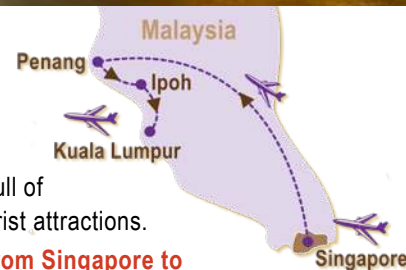 Malaysia
Penang
Ipoh
Kuala Lumpur
ull of
rist attractions.
om Singapore to
Singapore